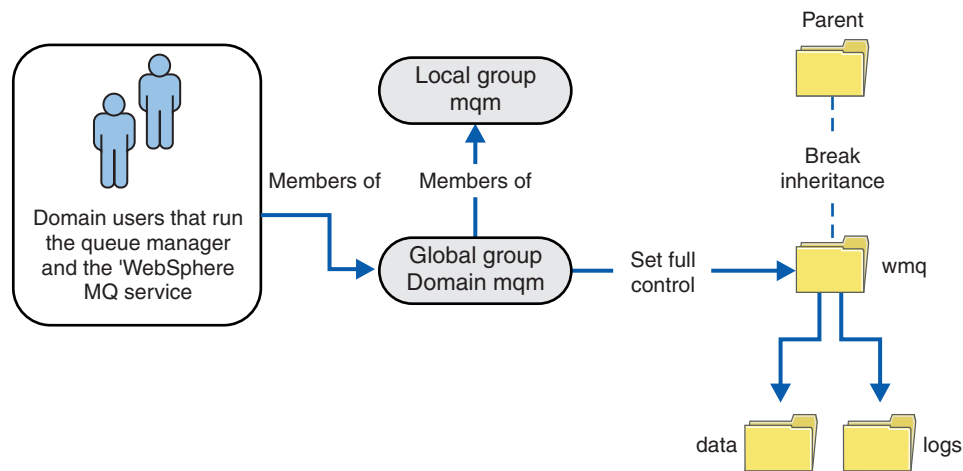 Parent
Local group
mqm
Break
inheritance
Members of
Members of
Domain users that run
the queue manager
and the 'WebSphere
MQ service
Global group
Domain mqm
Set full
control
wmq
data
logs